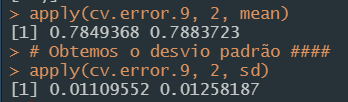 > apply(cv.error.9, 2, mean)
[1] 0.7849368 0.7883723
> # Obtemos o desvio padrão ####
> apply(cv.error.9, 2, sd)
[1] 0.01109552 0.01258187